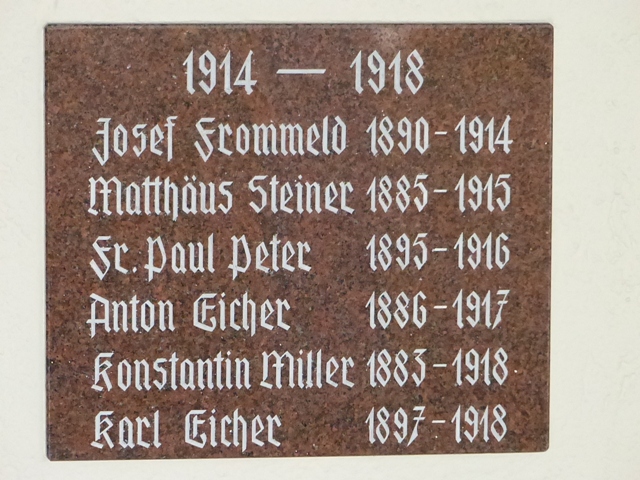 1914 — 1918
Josef Frommeld 1890-1914
Matthäus Steiner 1885-1915
Fr. Paul Peter 1895-1916
Anton Eicher 1886-1917
Konstantin Miller 1883-1918
Karl Eicher 1897-1918